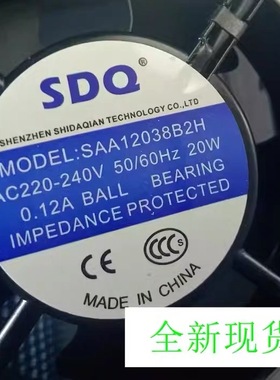 SDQ
SHENZHEN SHIDAQIAN TECHNOLOGY CO.,LTD
MODEL:SAA12038B2H
AC220-240V 50/60Hz 20W
0.12A BALL BEARING
IMPEDANCE PROTECTED
CE CCC
MADE IN CHINA
全新现货